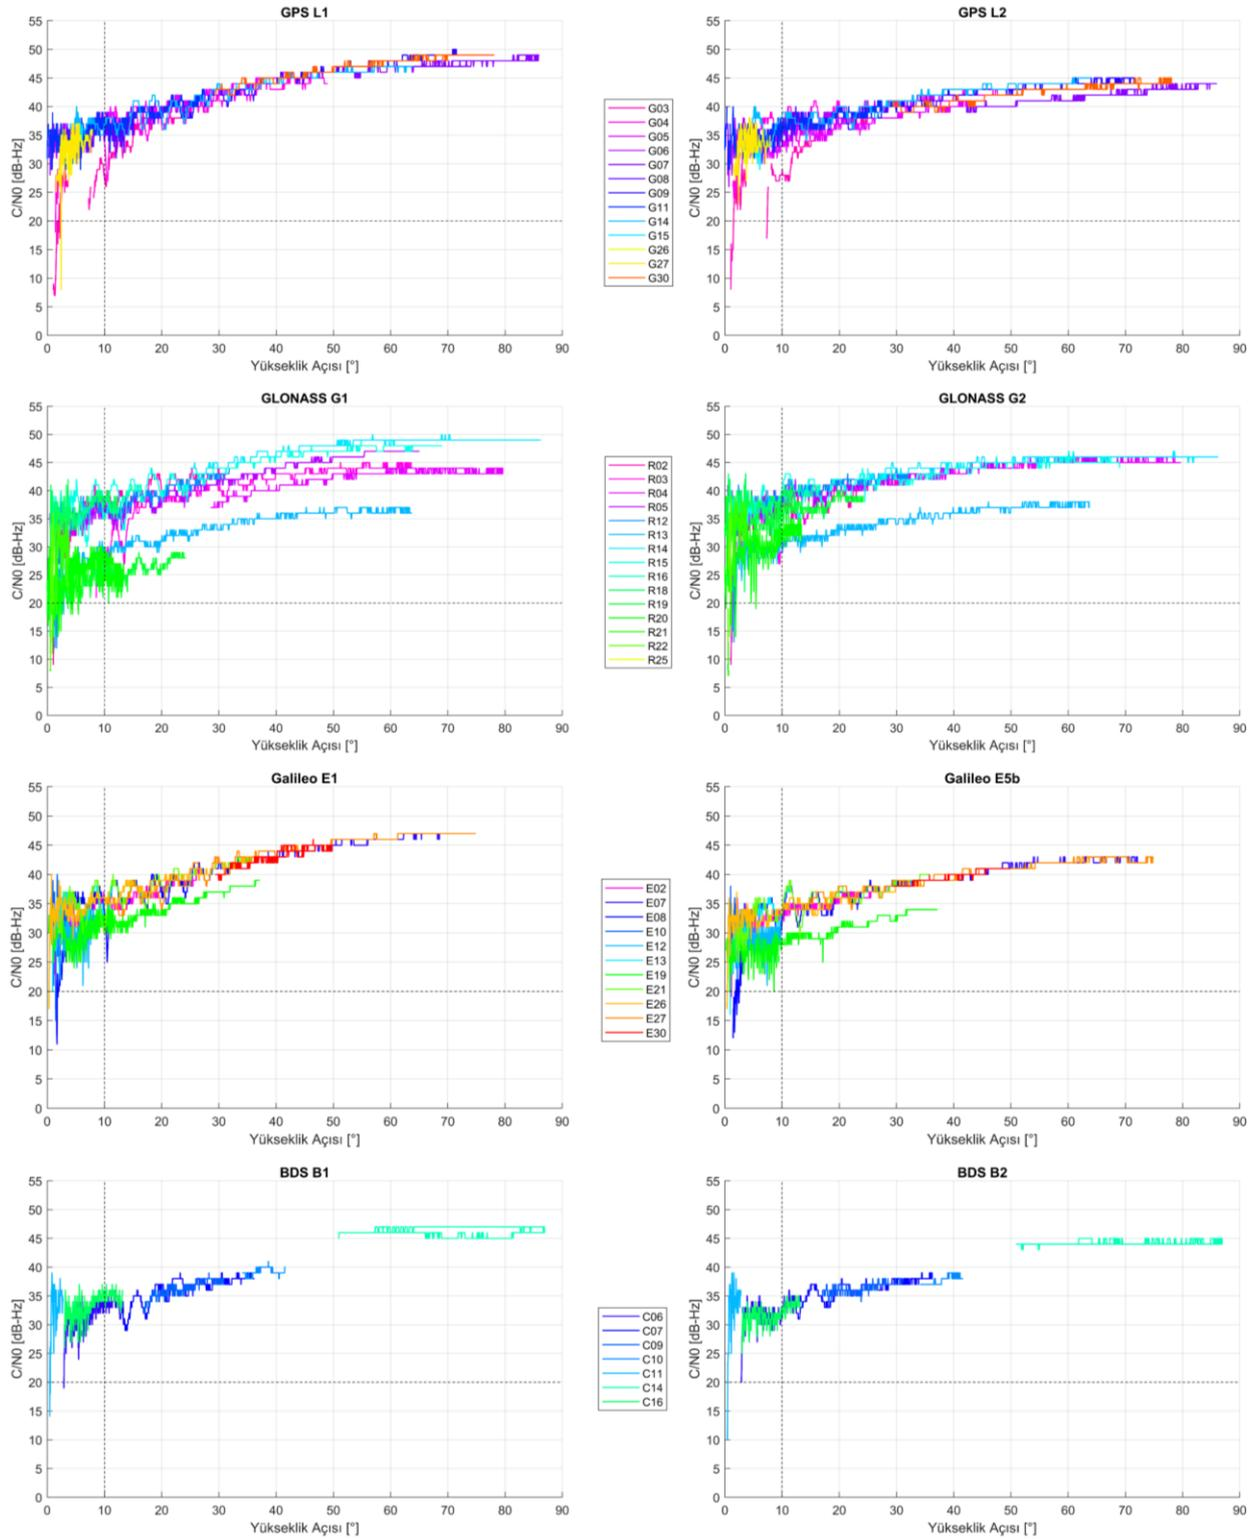 GPS L1
55
50
45
40
35
30
25
20
15
10
5
0
C/N0 [dB-Hz]
0 10 20 30 40 50 60 70 80 90
Yükseklik Açısı [°]
G03
G04
G05
G06
G07
G08
G09
G11
G14
G15
G26
G27
G30
GPS L2
55
50
45
40
35
30
25
20
15
10
5
0
C/N0 [dB-Hz]
0 10 20 30 40 50 60 70 80 90
Yükseklik Açısı [°]
GLONASS G1
55
50
45
40
35
30
25
20
15
10
5
0
C/N0 [dB-Hz]
0 10 20 30 40 50 60 70 80 90
Yükseklik Açısı [°]
R02
R03
R04
R05
R12
R13
R14
R15
R16
R18
R19
R20
R21
R22
R25
GLONASS G2
55
50
45
40
35
30
25
20
15
10
5
0
C/N0 [dB-Hz]
0 10 20 30 40 50 60 70 80 90
Yükseklik Açısı [°]
Galileo E1
55
50
45
40
35
30
25
20
15
10
5
0
C/N0 [dB-Hz]
0 10 20 30 40 50 60 70 80 90
Yükseklik Açısı [°]
E02
E07
E08
E10
E12
E13
E19
E21
E26
E27
E30
Galileo E5b
55
50
45
40
35
30
25
20
15
10
5
0
C/N0 [dB-Hz]
0 10 20 30 40 50 60 70 80 90
Yükseklik Açısı [°]
BDS B1
55
50
45
40
35
30
25
20
15
10
5
0
C/N0 [dB-Hz]
0 10 20 30 40 50 60 70 80 90
Yükseklik Açısı [°]
C06
C07
C09
C10
C11
C14
C16
BDS B2
55
50
45
40
35
30
25
20
15
10
5
0
C/N0 [dB-Hz]
0 10 20 30 40 50 60 70 80 90
Yükseklik Açısı [°]